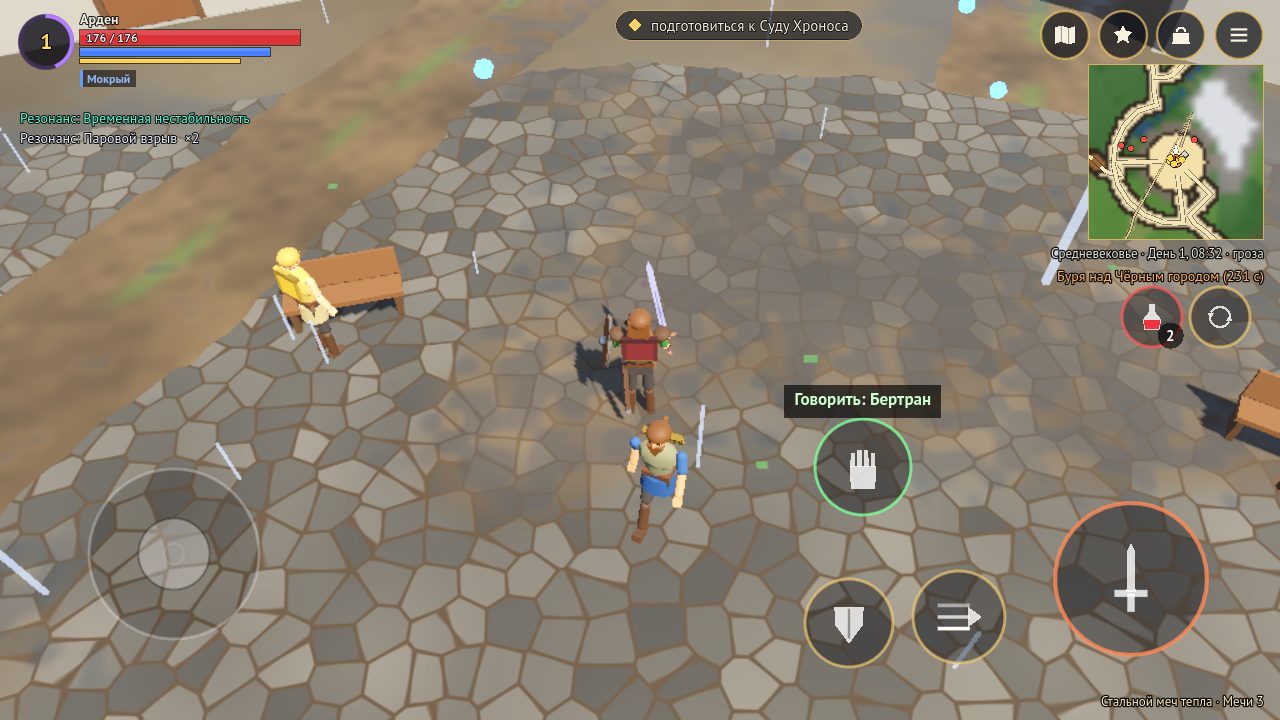 Арден
1
176 / 176
Мокрый
подготовиться к Суду Хроноса
Резонанс: Временная нестабильность
Резонанс: Паровой взрыв ×2
Средневековье · День 1, 08:32 · гроза
Буря над Чёрным городом (231 с)
2
Говорить: Бертран
Стальной меч тепла · Мечи 3